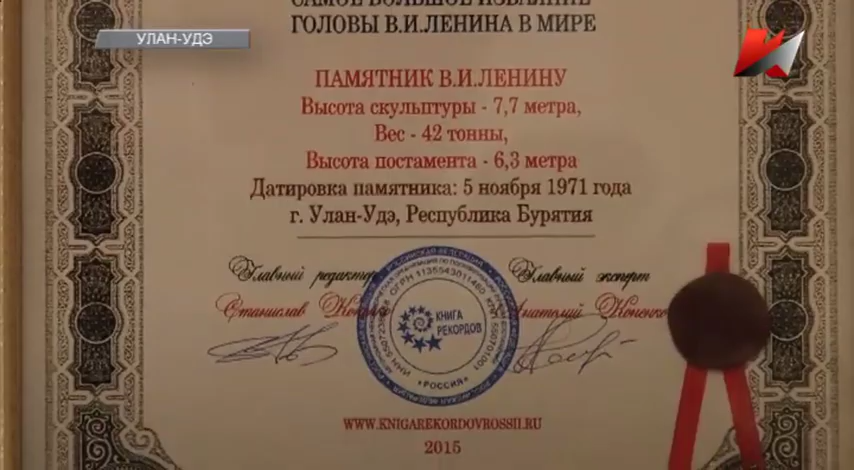 УЛАН-УДЭ
САМОЕ БОЛЬШОЕ ИЗВАЯНИЕ
ГОЛОВЫ В.И.ЛЕНИНА В МИРЕ
ПАМЯТНИК В.И.ЛЕНИНУ
Высота скульптуры - 7,7 метра,
Вес - 42 тонны,
Высота постамента - 6,3 метра
Датировка памятника: 5 ноября 1971 года
г. Улан-Удэ, Республика Бурятия
Главный редактор
Главный эксперт
Станислав
Анатолий Коненко
КНИГА
РЕКОРДОВ
РОССИЯ
WWW.KNIGAREKORDOVROSSII.RU
2015